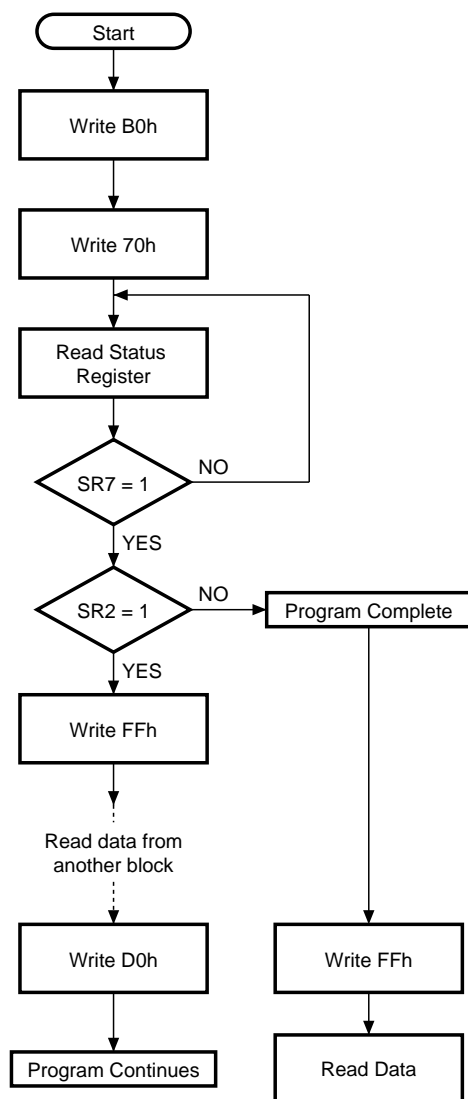 Start
Write B0h
Write 70h
Read Status
Register
SR7 = 1
NO
YES
SR2 = 1
NO
Program Complete
YES
Write FFh
Read data from
another block
Write D0h
Write FFh
Program Continues
Read Data